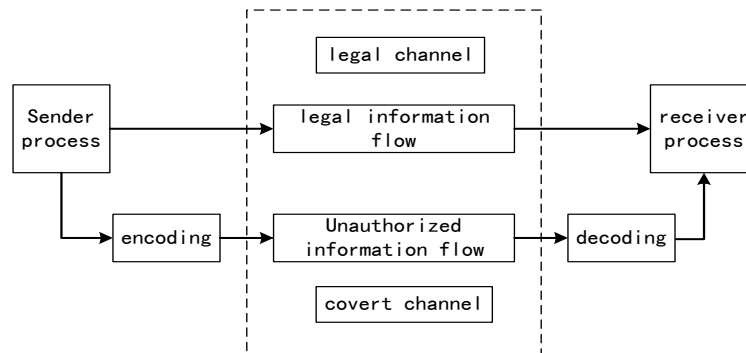 legal channel
Sender
process
legal information
flow
receiver
process
encoding
Unauthorized
information flow
decoding
covert channel